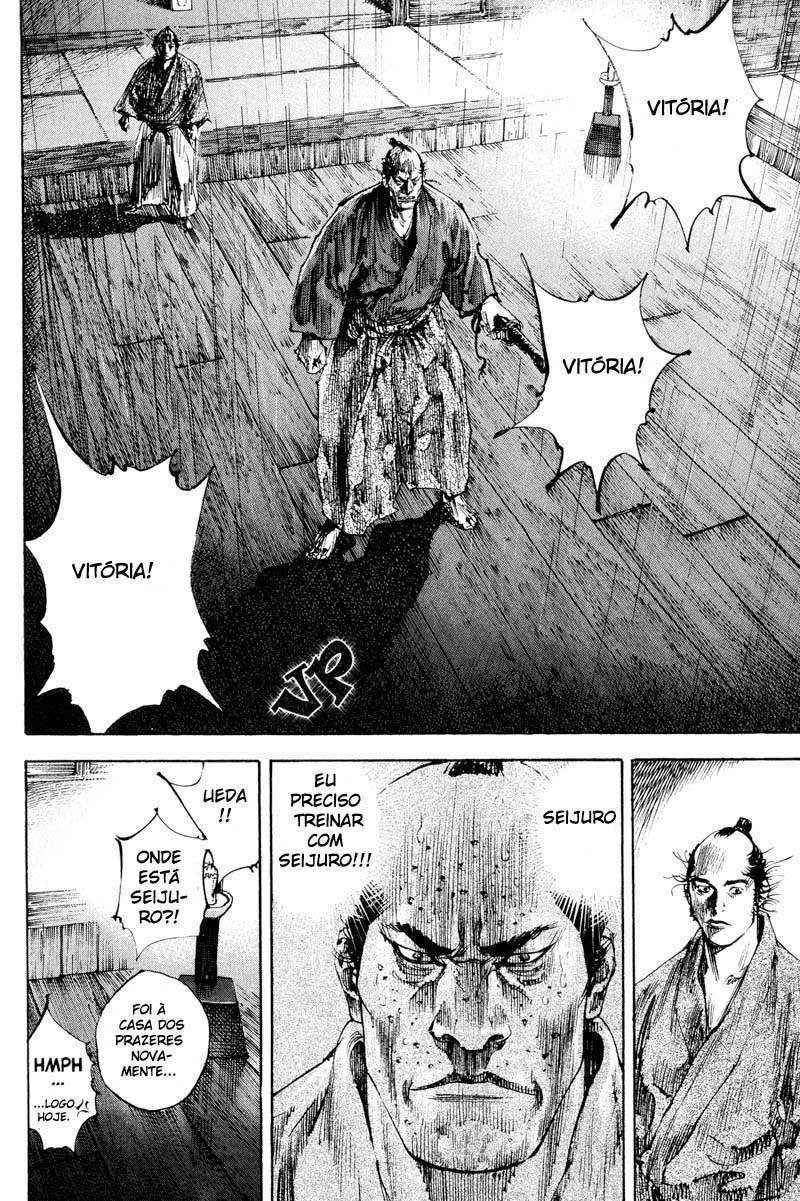 VITÓRIA!
VITÓRIA!
VITÓRIA!
VP
SEIJURO
EU
PRECISO
TREINAR
COM
SEIJURO!!!
UEDA
!!
ONDE
ESTÁ
SEIJU-
RO?!
FOI À
CASA DOS
PRAZERES
NOVA-
MENTE...
HMPH
...
...LOGO
HOJE.